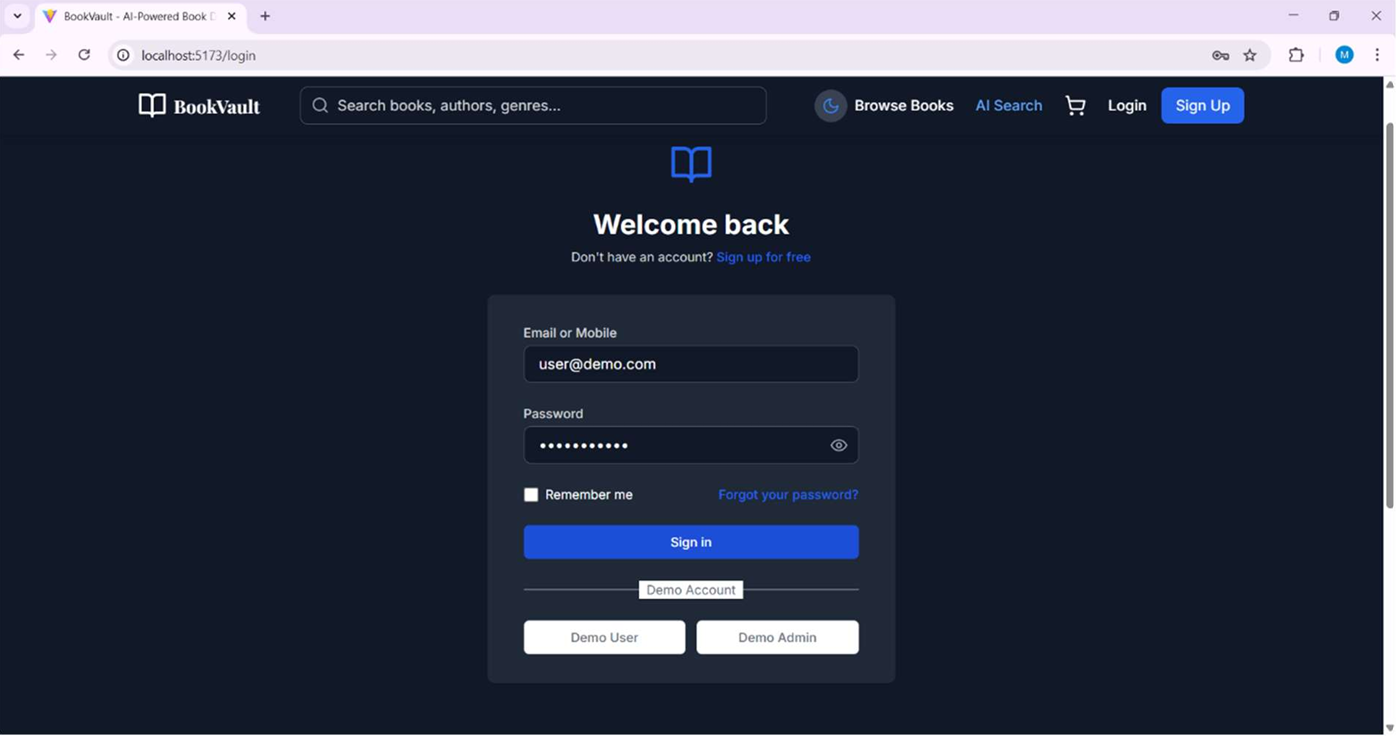 BookVault - AI-Powered Book D
localhost:5173/login
M
BookVault
Search books, authors, genres...
Browse Books
AI Search
Login
Sign Up
Welcome back
Don't have an account? Sign up for free
Email or Mobile
user@demo.com
Password
•••••••••••
Remember me
Forgot your password?
Sign in
Demo Account
Demo User
Demo Admin